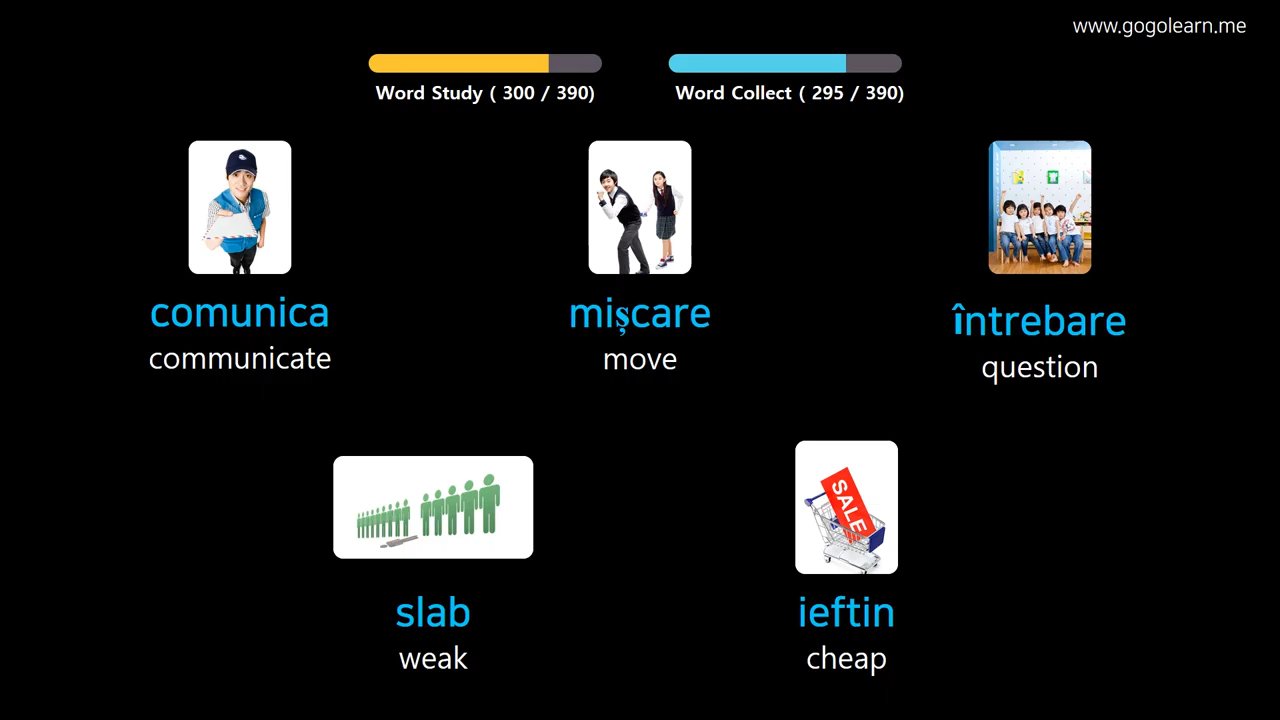 www.gogolearn.me
Word Study ( 300 / 390)
Word Collect ( 295 / 390)
comunica
communicate
mișcare
move
întrebare
question
SALE
slab
weak
ieftin
cheap